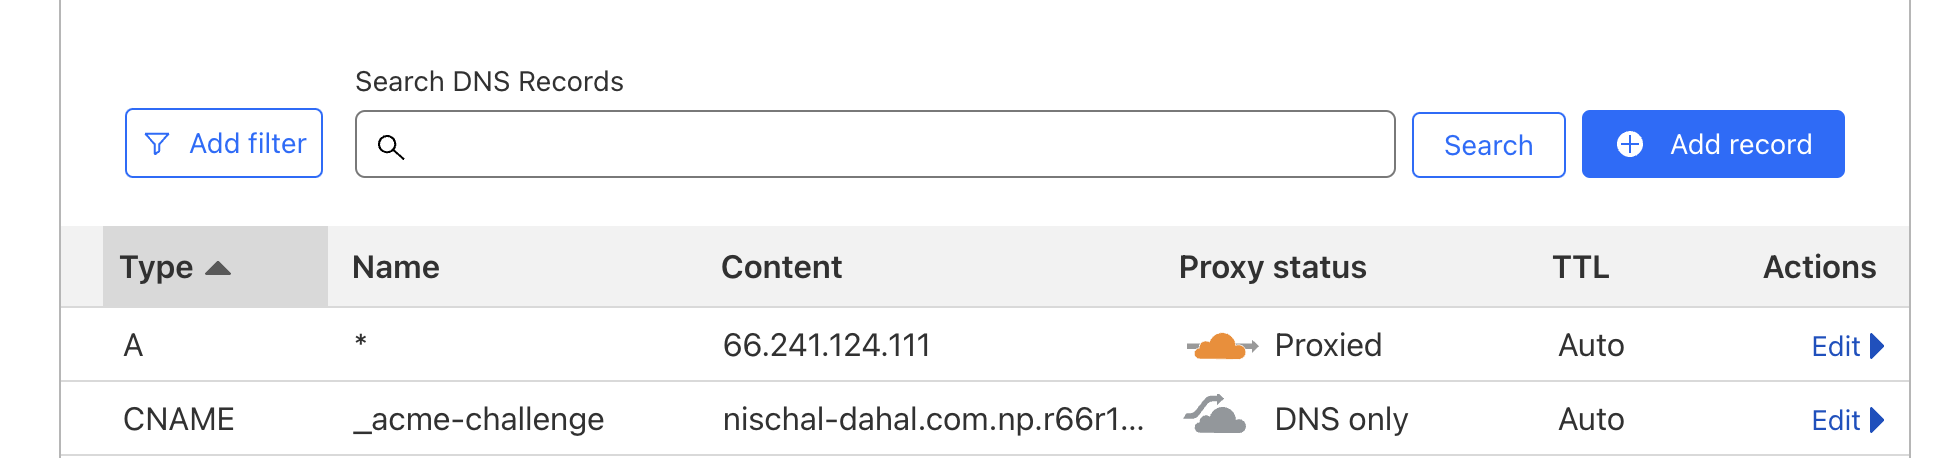 Search DNS Records
Add filter
Search
Add record
Type Name Content Proxy status TTL Actions
A * 66.241.124.111 Proxied Auto Edit
CNAME _acme-challenge nischal-dahal.com.np.r66r1... DNS only Auto Edit